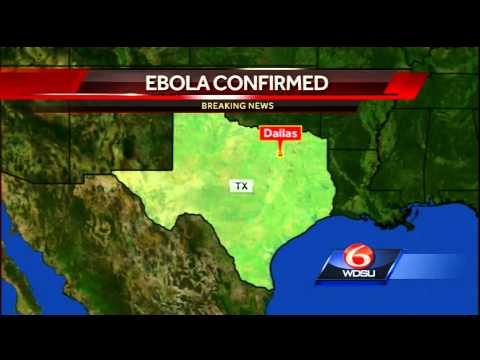 EBOLA CONFIRMED
BREAKING NEWS
Dallas
TX
6
WDSU